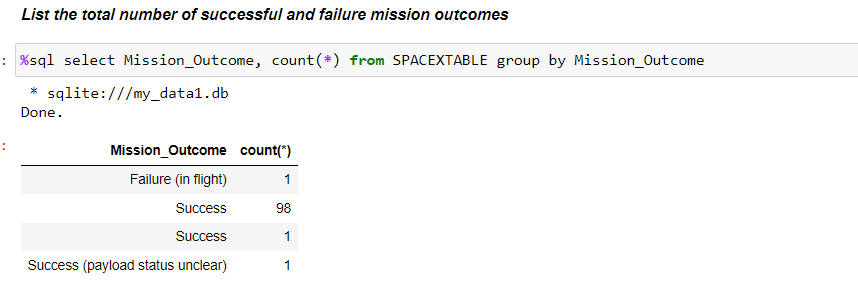 List the total number of successful and failure mission outcomes
: %sql select Mission_Outcome, count(*) from SPACEXTABLE group by Mission_Outcome
* sqlite:///my_data1.db
Done.
:
Mission_Outcome count(*)
Failure (in flight) 1
Success 98
Success 1
Success (payload status unclear) 1